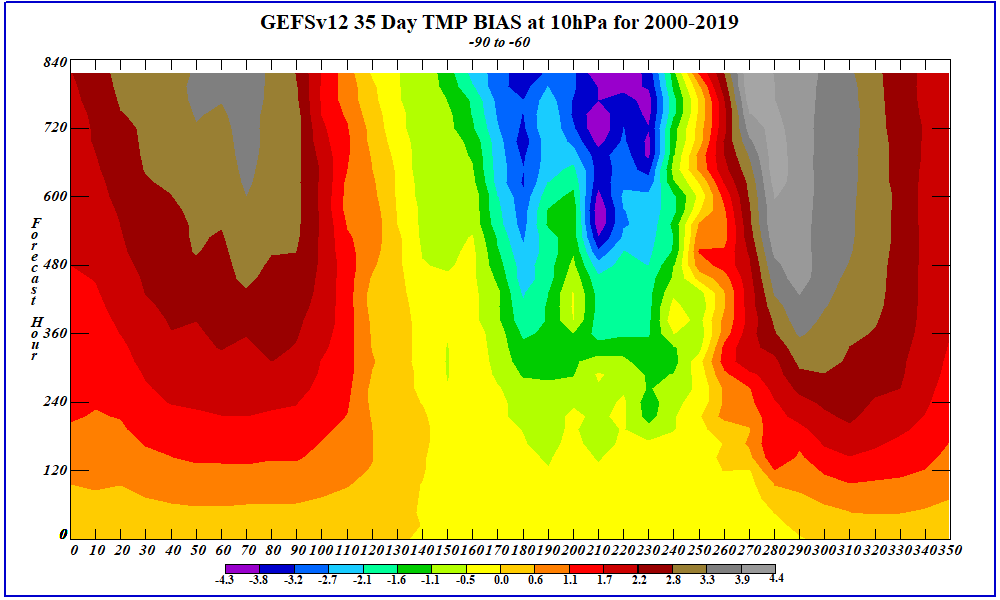 GEFSv12 35 Day TMP BIAS at 10hPa for 2000-2019
-90 to -60
840
720
600
480
360
240
120
0
Forecast Hour
0 10 20 30 40 50 60 70 80 90 100 110 120 130 140 150 160 170 180 190 200 210 220 230 240 250 260 270 280 290 300 310 320 330 340 350
-4.3 -3.8 -3.2 -2.7 -2.1 -1.6 -1.1 -0.5 0.0 0.6 1.1 1.7 2.2 2.8 3.3 3.9 4.4